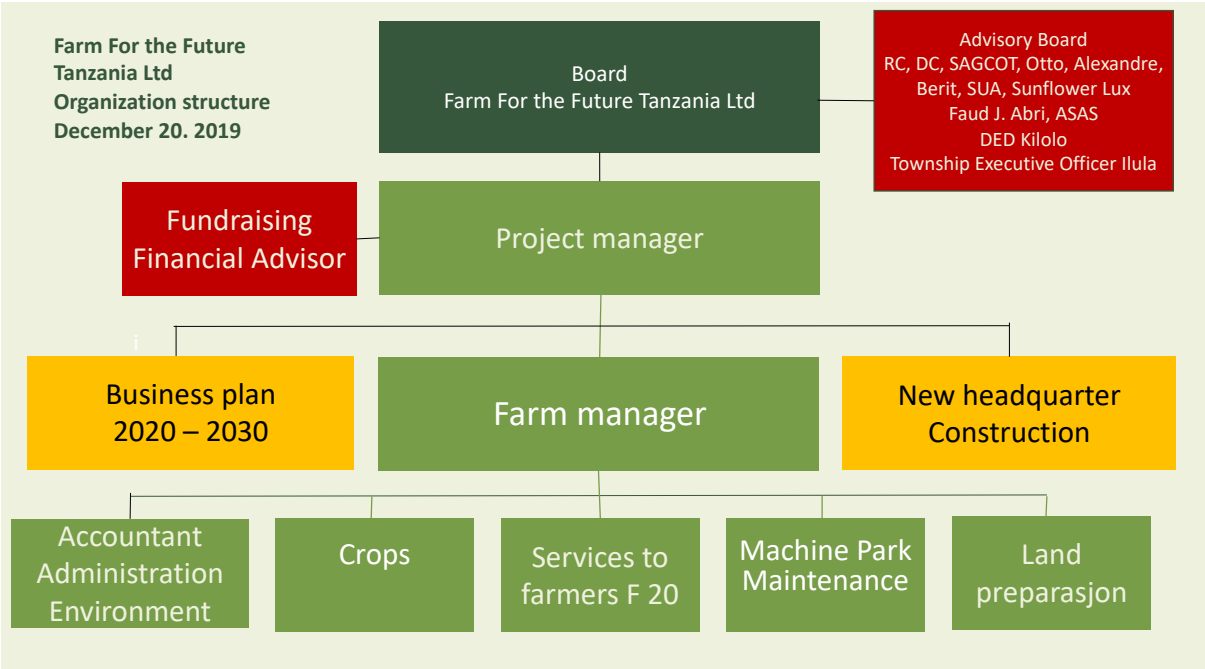 Farm For the Future
Tanzania Ltd
Organization structure
December 20. 2019
Board
Farm For the Future Tanzania Ltd
Advisory Board
RC, DC, SAGCOT, Otto, Alexandre,
Berit, SUA, Sunflower Lux
Faud J. Abri, ASAS
DED Kilolo
Township Executive Officer Ilula
Fundraising
Financial Advisor
Project manager
i
Business plan
2020 – 2030
Farm manager
New headquarter
Construction
Accountant
Administration
Environment
Crops
Services to
farmers F 20
Machine Park
Maintenance
Land
preparasjon